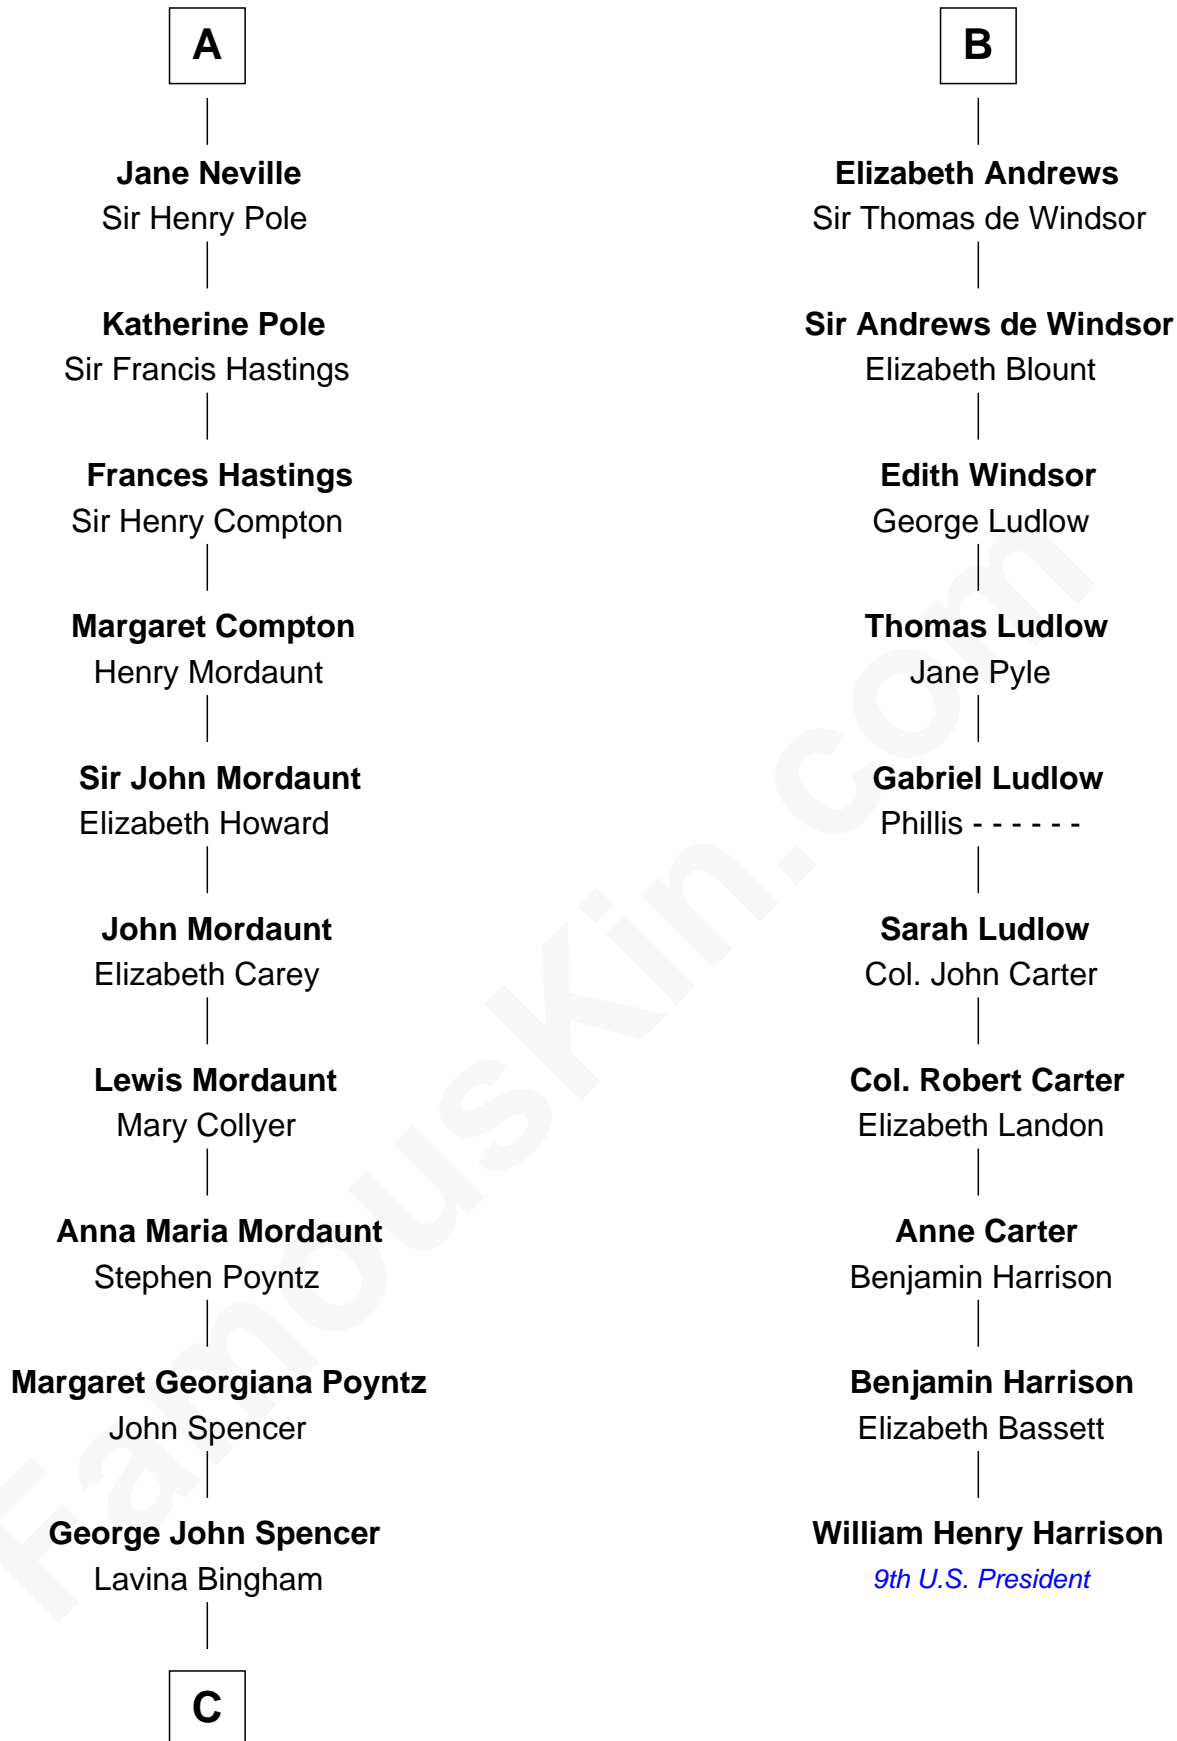 A
Jane Neville
Sir Henry Pole
Katherine Pole
Sir Francis Hastings
Frances Hastings
Sir Henry Compton
Margaret Compton
Henry Mordaunt
Sir John Mordaunt
Elizabeth Howard
John Mordaunt
Elizabeth Carey
Lewis Mordaunt
Mary Collyer
Anna Maria Mordaunt
Stephen Poyntz
Margaret Georgiana Poyntz
John Spencer
George John Spencer
Lavina Bingham
C
B
Elizabeth Andrews
Sir Thomas de Windsor
Sir Andrews de Windsor
Elizabeth Blount
Edith Windsor
George Ludlow
Thomas Ludlow
Jane Pyle
Gabriel Ludlow
Phillis - - - - - -
Sarah Ludlow
Col. John Carter
Col. Robert Carter
Elizabeth Landon
Anne Carter
Benjamin Harrison
Benjamin Harrison
Elizabeth Bassett
William Henry Harrison
9th U.S. President
FamousKin.com